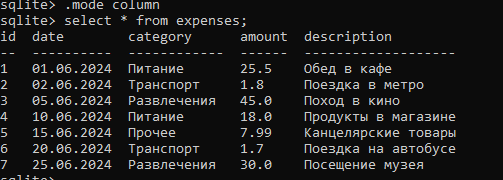 sqlite> .mode column
sqlite> select * from expenses;
id  date        category     amount  description
--  ----------  -----------  ------  -------------------
1   01.06.2024  Питание      25.5    Обед в кафе
2   02.06.2024  Транспорт    1.8     Поездка в метро
3   05.06.2024  Развлечения  45.0    Поход в кино
4   10.06.2024  Питание      18.0    Продукты в магазине
5   15.06.2024  Прочее       7.99    Канцелярские товары
6   20.06.2024  Транспорт    1.7     Поездка на автобусе
7   25.06.2024  Развлечения  30.0    Посещение музея
sqlite>